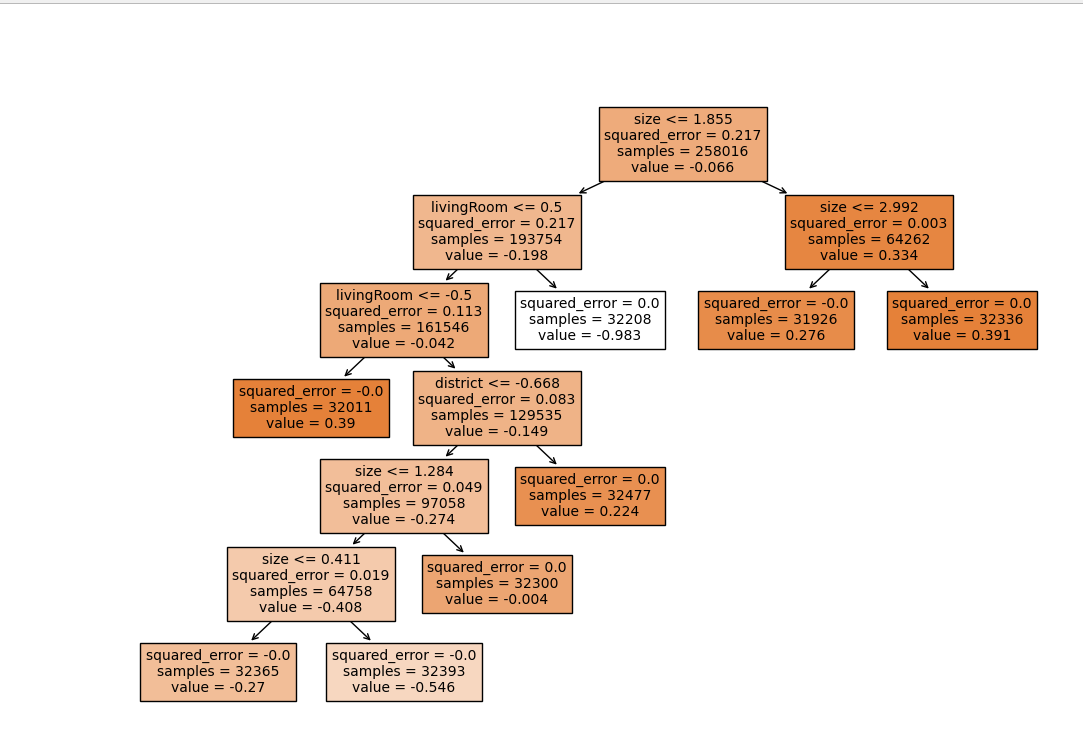 size <= 1.855
squared_error = 0.217
samples = 258016
value = -0.066
livingRoom <= 0.5
squared_error = 0.217
samples = 193754
value = -0.198
size <= 2.992
squared_error = 0.003
samples = 64262
value = 0.334
livingRoom <= -0.5
squared_error = 0.113
samples = 161546
value = -0.042
squared_error = 0.0
samples = 32208
value = -0.983
squared_error = -0.0
samples = 31926
value = 0.276
squared_error = 0.0
samples = 32336
value = 0.391
squared_error = -0.0
samples = 32011
value = 0.39
district <= -0.668
squared_error = 0.083
samples = 129535
value = -0.149
size <= 1.284
squared_error = 0.049
samples = 97058
value = -0.274
squared_error = 0.0
samples = 32477
value = 0.224
size <= 0.411
squared_error = 0.019
samples = 64758
value = -0.408
squared_error = 0.0
samples = 32300
value = -0.004
squared_error = -0.0
samples = 32365
value = -0.27
squared_error = -0.0
samples = 32393
value = -0.546